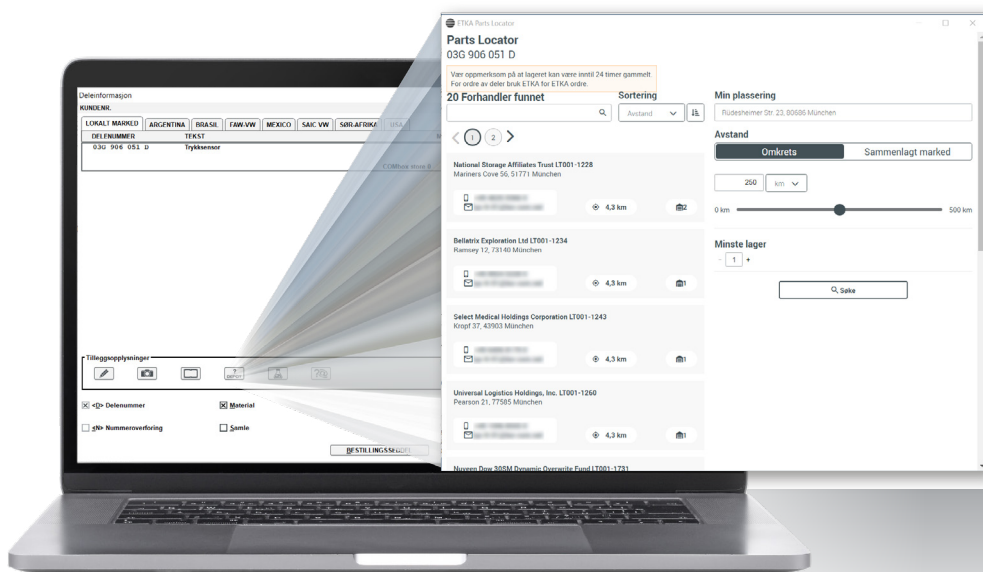 Deleinformasjon
KUNDENR.
LOKALT MARKED
ARGENTINA
BRASIL
FAW-VW
MEXICO
SAIC VW
SØR-AFRIKA
USA
DELENUMMER
TEKST
03G 906 051 D
Trykksensor
Tilleggsopplysninger
?
DEPOT
<D> Delenummer
Material
<N> Nummeroverforing
Samle
BESTILLINGSSEDDEL
ETKA Parts Locator
Parts Locator
03G 906 051 D
Vær oppmerksom på at lageret kan være inntil 24 timer gammelt.
For ordre av deler bruk ETKA for ETKA ordre.
20 Forhandler funnet
Sortering
Avstand
1
2
National Storage Affiliates Trust LT001-1228
Mariners Cove 56, 51771 München
4,3 km
2
Bellatrix Exploration Ltd LT001-1234
Ramsey 12, 73140 München
4,3 km
1
Select Medical Holdings Corporation LT001-1243
Kropf 37, 43903 München
4,3 km
1
Universal Logistics Holdings, Inc. LT001-1260
Pearson 21, 77585 München
4,3 km
1
Nuveen Dow 30SM Dynamic Overwrite Fund LT001-1731
Min plassering
Rüdesheimer Str. 23, 80686 München
Avstand
Omkrets
Sammenlagt marked
250
km
0 km
500 km
Minste lager
- 1 +
Søke